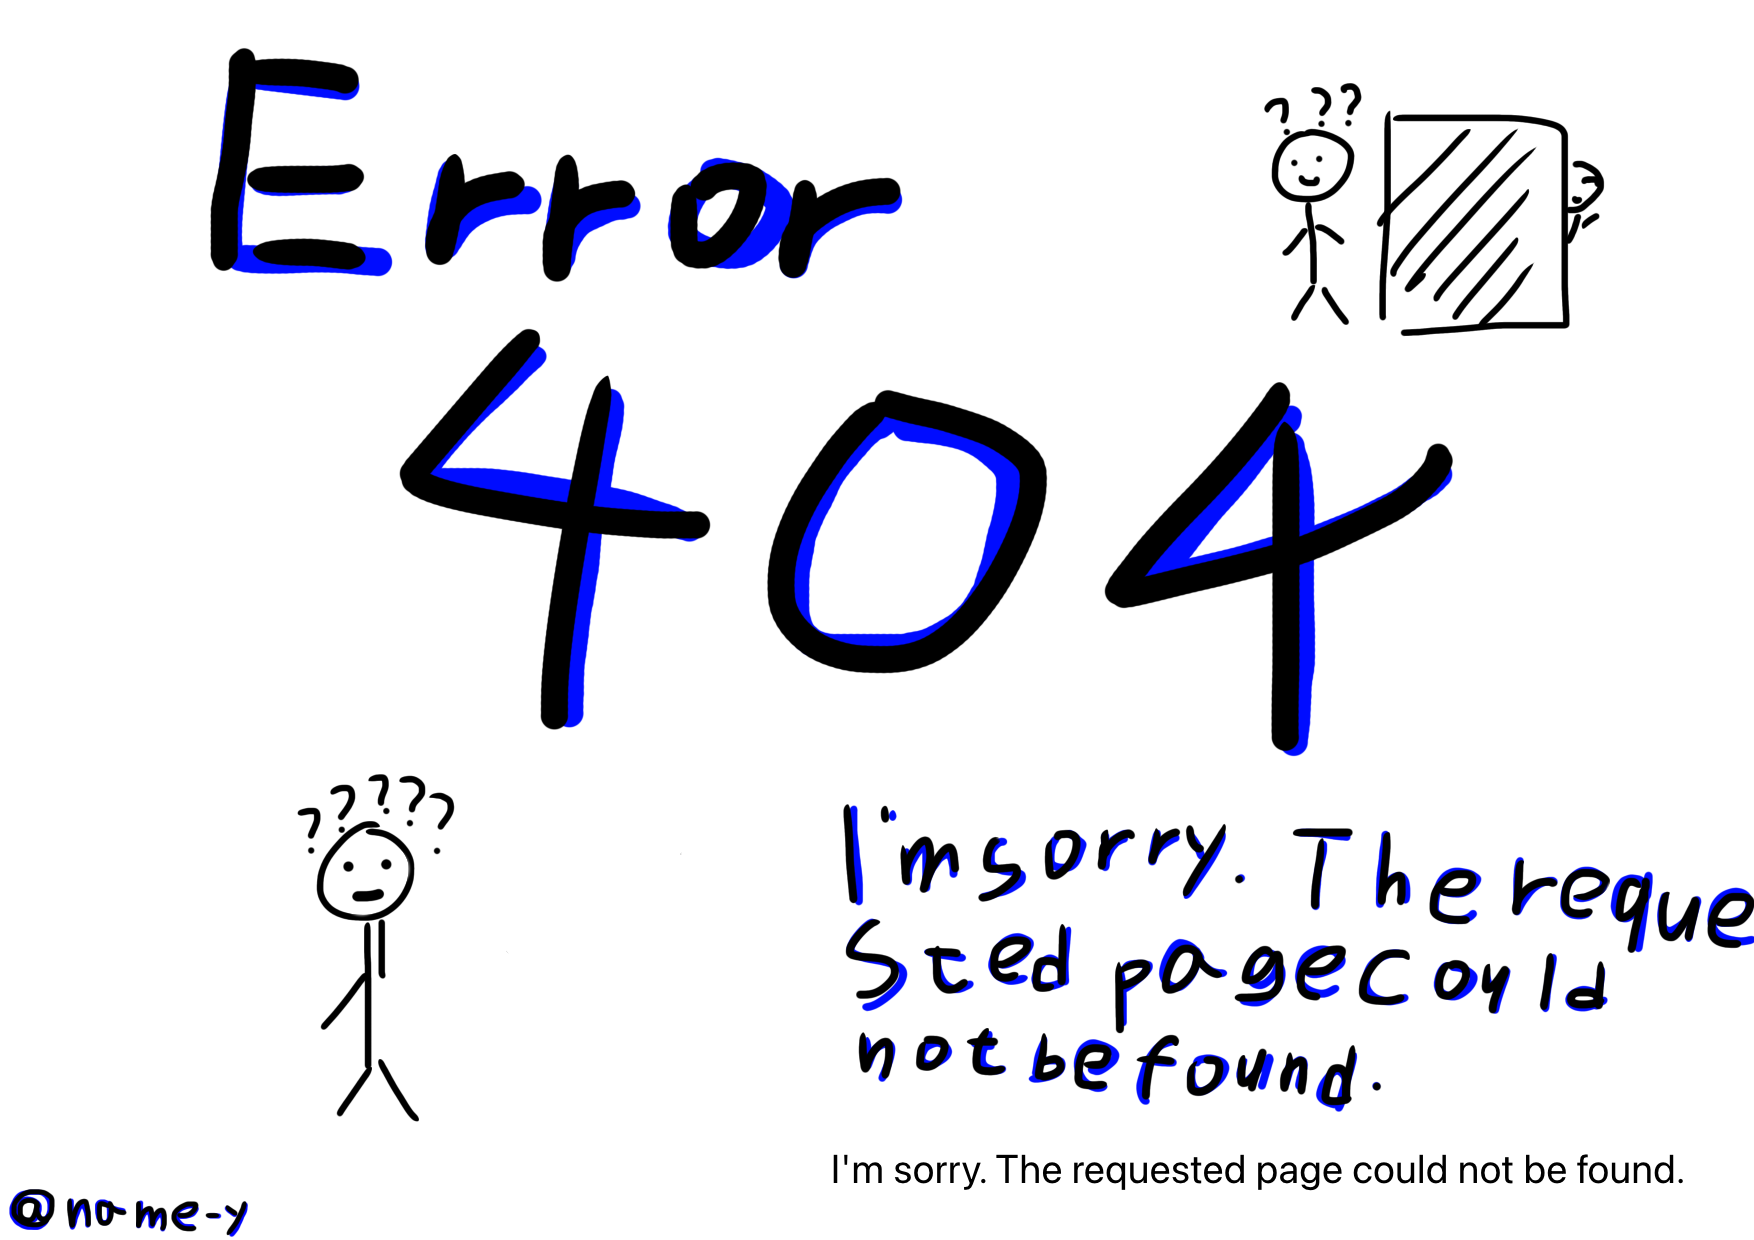 Error
? ? ?
404
? ? ? ? ?
I'm sorry. The reque
sted page could
not be found.
I'm sorry. The requested page could not be found.
@na-me-y